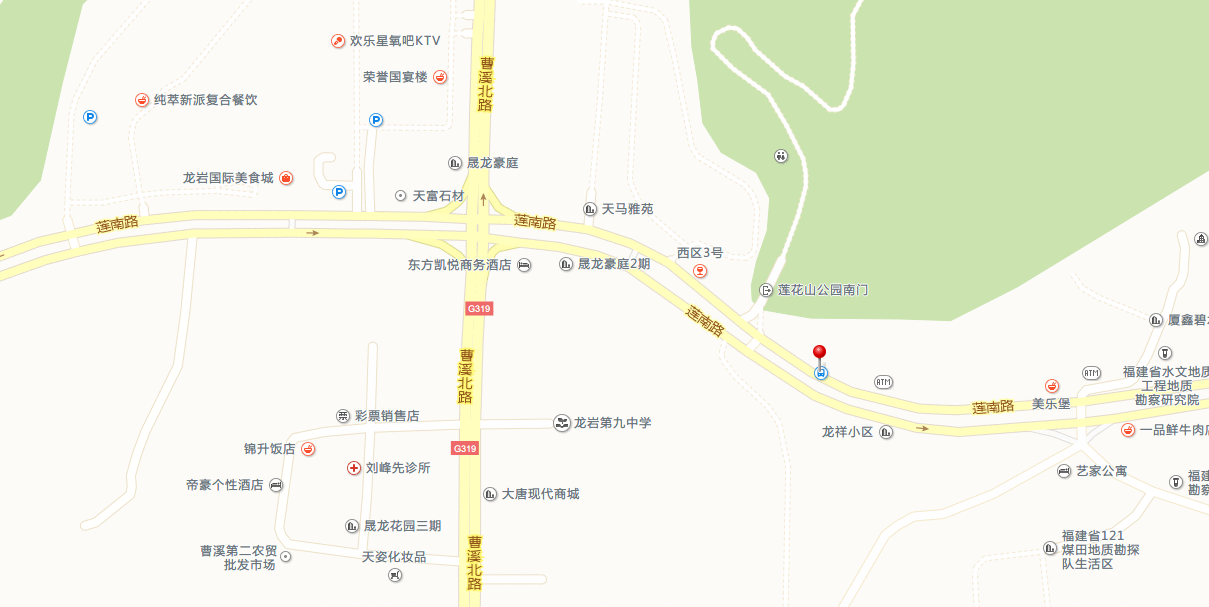 欢乐星氧吧KTV
荣誉国宴楼
曹溪北路
纯萃新派复合餐饮
P
P
晟龙豪庭
龙岩国际美食城
P
天富石材
天马雅苑
莲南路
莲南路
西区3号
东方凯悦商务酒店
晟龙豪庭2期
莲花山公园南门
G319
莲南路
厦鑫碧水
ATM
ATM
福建省水文地质
工程地质
勘察研究院
曹溪北路
美乐堡
莲南路
彩票销售店
龙岩第九中学
龙祥小区
一品鲜牛肉店
锦升饭店
G319
刘峰先诊所
艺家公寓
帝豪个性酒店
大唐现代商城
福建
勘察
晟龙花园三期
曹溪第二农贸
批发市场
天姿化妆品
曹溪北路
福建省121
煤田地质勘探
队生活区